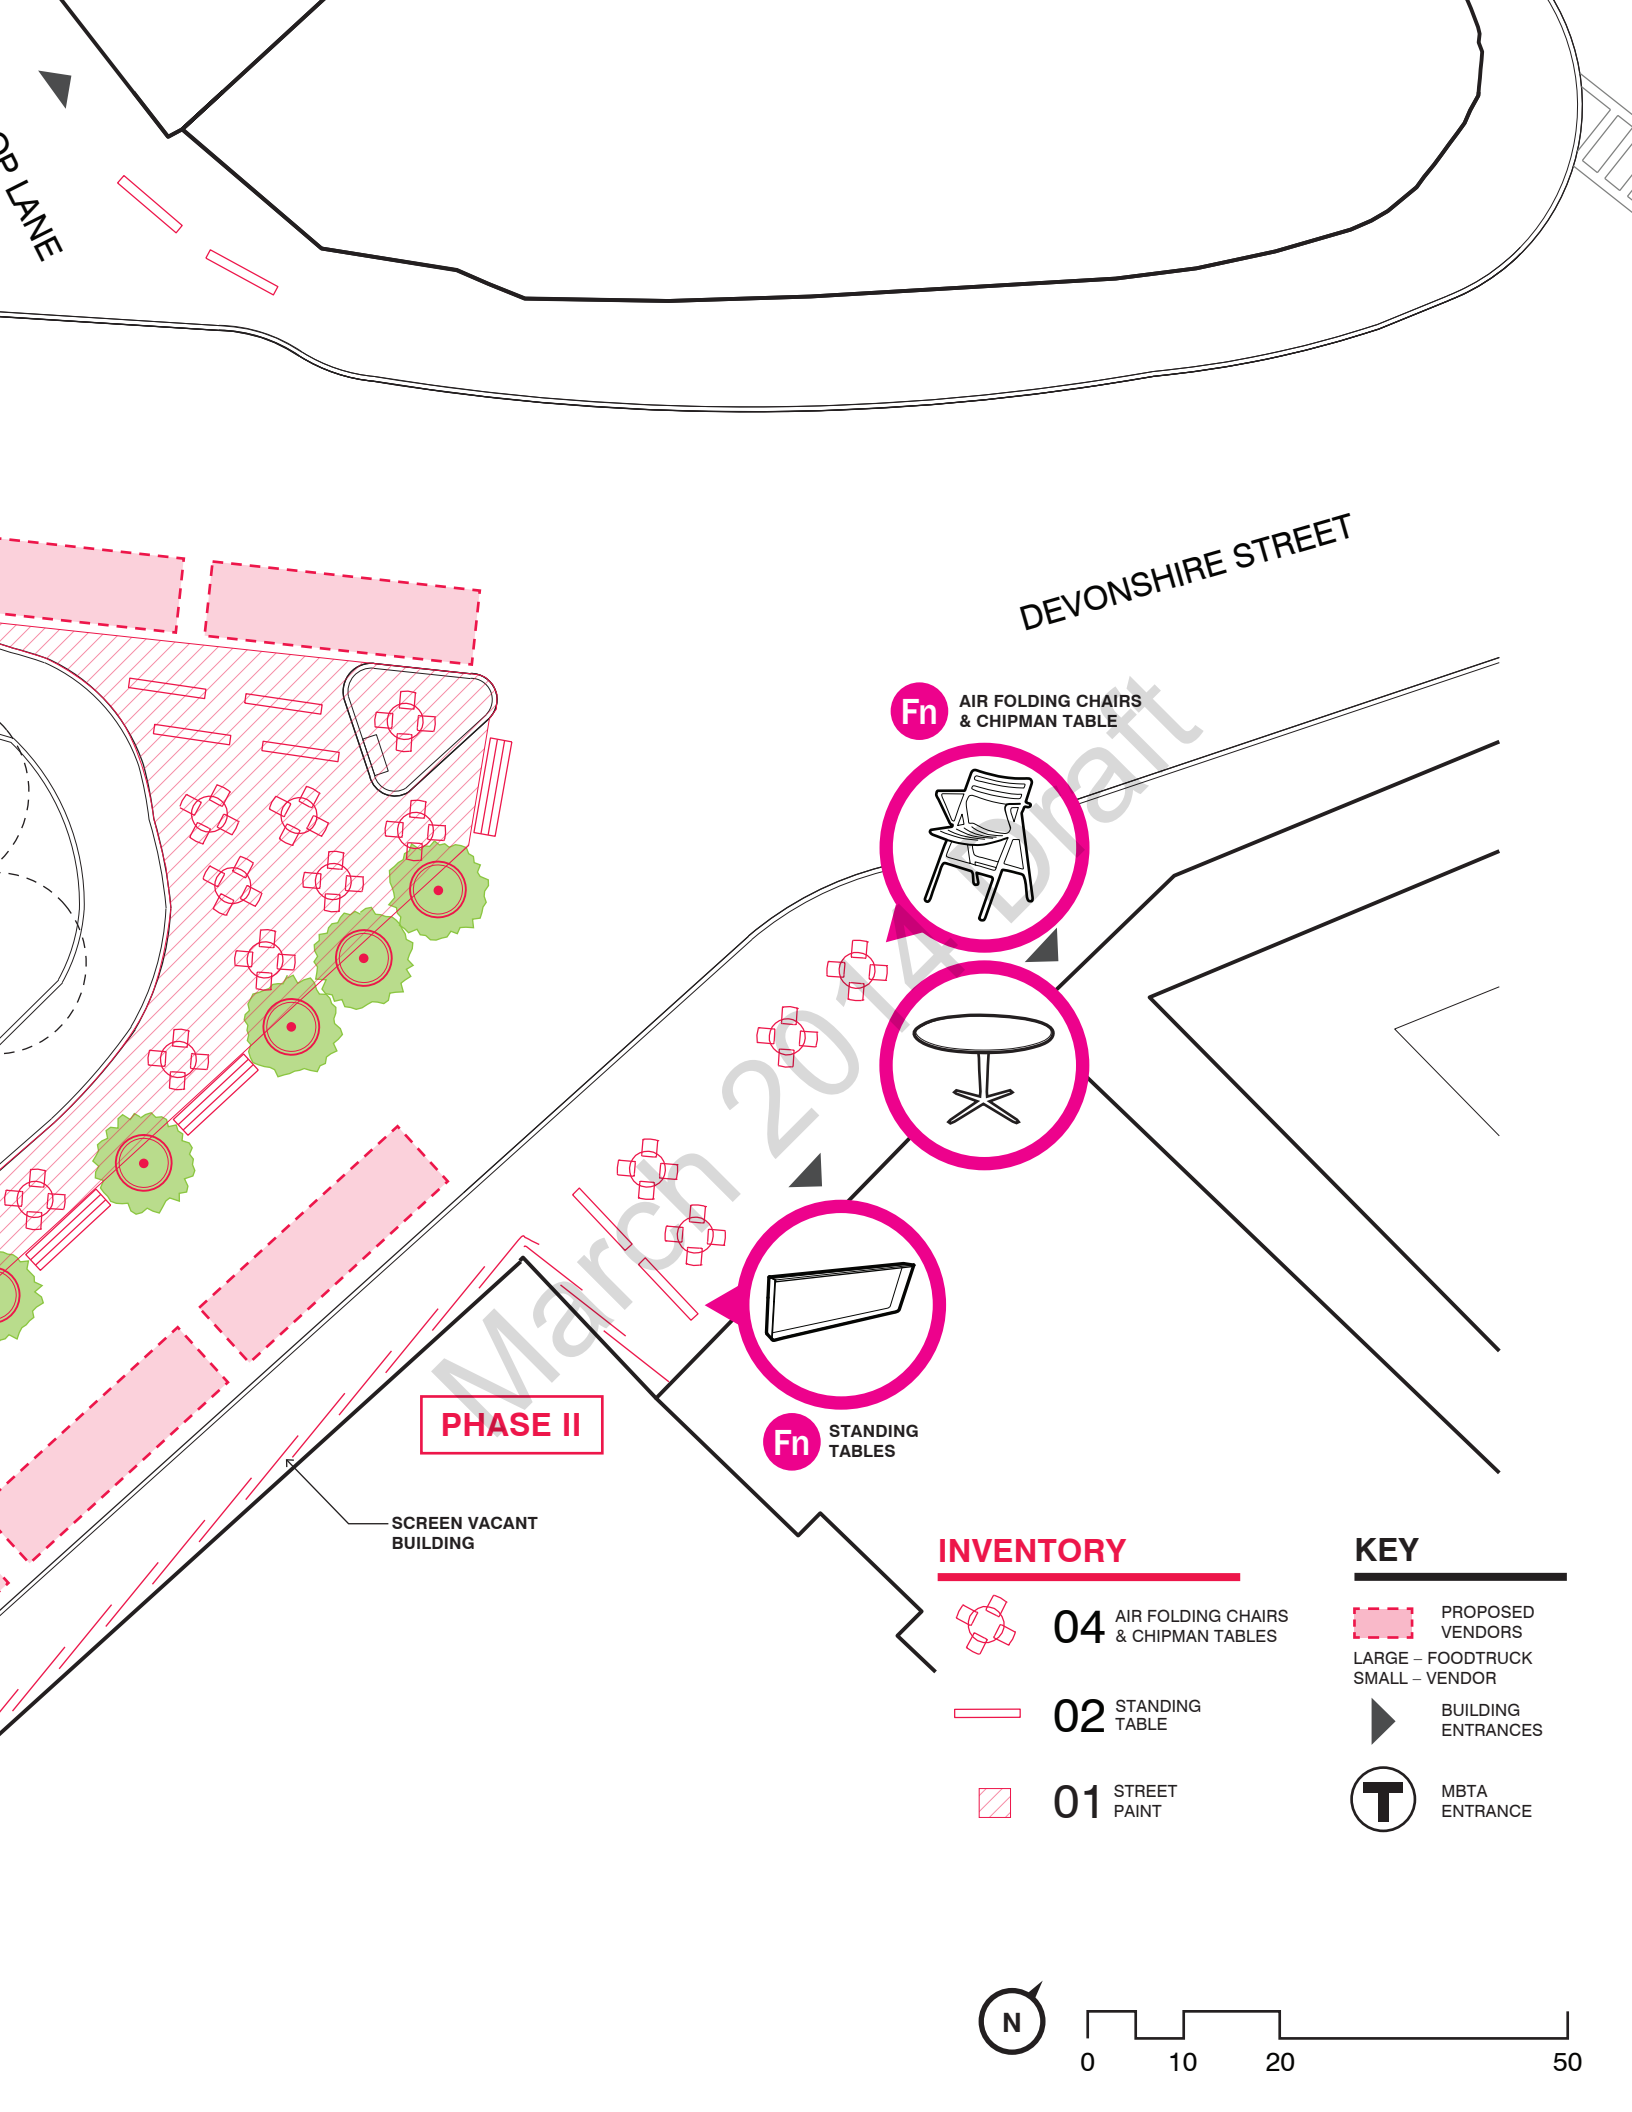 OP LANE
DEVONSHIRE STREET
Fn
AIR FOLDING CHAIRS
& CHIPMAN TABLE
March 2014 Draft
Fn
STANDING
TABLES
PHASE II
SCREEN VACANT
BUILDING
INVENTORY
04
AIR FOLDING CHAIRS
& CHIPMAN TABLES
02
STANDING
TABLE
01
STREET
PAINT
KEY
PROPOSED
VENDORS
LARGE – FOODTRUCK
SMALL – VENDOR
BUILDING
ENTRANCES
T
MBTA
ENTRANCE
N
0 10 20 50